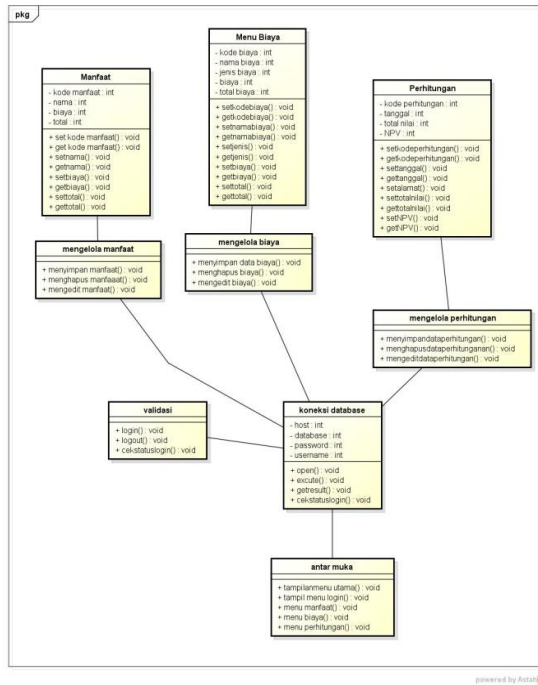 pkg
Menu Biaya
- kode biaya : int
- nama biaya : int
- jenis biaya : int
- biaya : int
- total biaya : int
+ setkodebiaya() : void
+ getkodebiaya() : void
+ setnamabiaya() : void
+ getnamabiaya() : void
+ setjenis() : void
+ getjenis() : void
+ setbiaya() : void
+ getbiaya() : void
+ settotal() : void
+ gettotal() : void
Manfaat
- kode manfaat : int
- nama : int
- biaya : int
- total : int
+ set kode manfaat() : void
+ get kode manfaat() : void
+ setnama() : void
+ getnama() : void
+ setbiaya() : void
+ getbiaya() : void
+ settotal() : void
+ gettotal() : void
Perhitungan
- kode perhitungan : int
- tanggal : int
- total nilai : int
- NPV : int
+ setkodeperhitungan() : void
+ getkodeperhitungan() : void
+ settanggal() : void
+ gettanggal() : void
+ setalamat() : void
+ settotalnilai() : void
+ gettotalnilai() : void
+ setNPV() : void
+ getNPV() : void
mengelola manfaat
+ menyimpan manfaat() : void
+ menghapus manfaaat() : void
+ mengedit manfaat() : void
mengelola biaya
+ menyimpan data biaya() : void
+ menghapus biaya() : void
+ mengedit biaya() : void
mengelola perhitungan
+ menyimpandataperhitungan() : void
+ menghapusdataperhitunganan() : void
+ mengeditdataperhitungan() : void
validasi
+ login() : void
+ logout() : void
+ cekstatuslogin() : void
koneksi database
- host : int
- database : int
- password : int
- username : int
+ open() : void
+ excute() : void
+ getresult() : void
+ cekstatuslogin() : void
antar muka
+ tampilanmenu utama() : void
+ tampil menu login() : void
+ menu manfaat() : void
+ menu biaya() : void
+ menu perhitungan() : void
powered by Astah